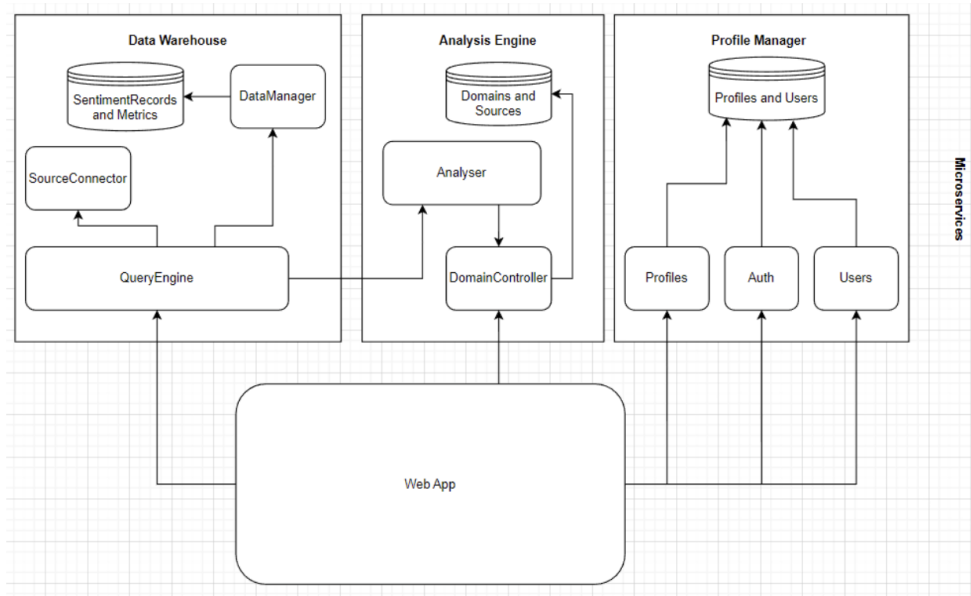 Data Warehouse
Analysis Engine
Profile Manager
SentimentRecords
and Metrics
DataManager
Domains and
Sources
Profiles and Users
SourceConnector
Analyser
Microservices
QueryEngine
DomainController
Profiles
Auth
Users
Web App